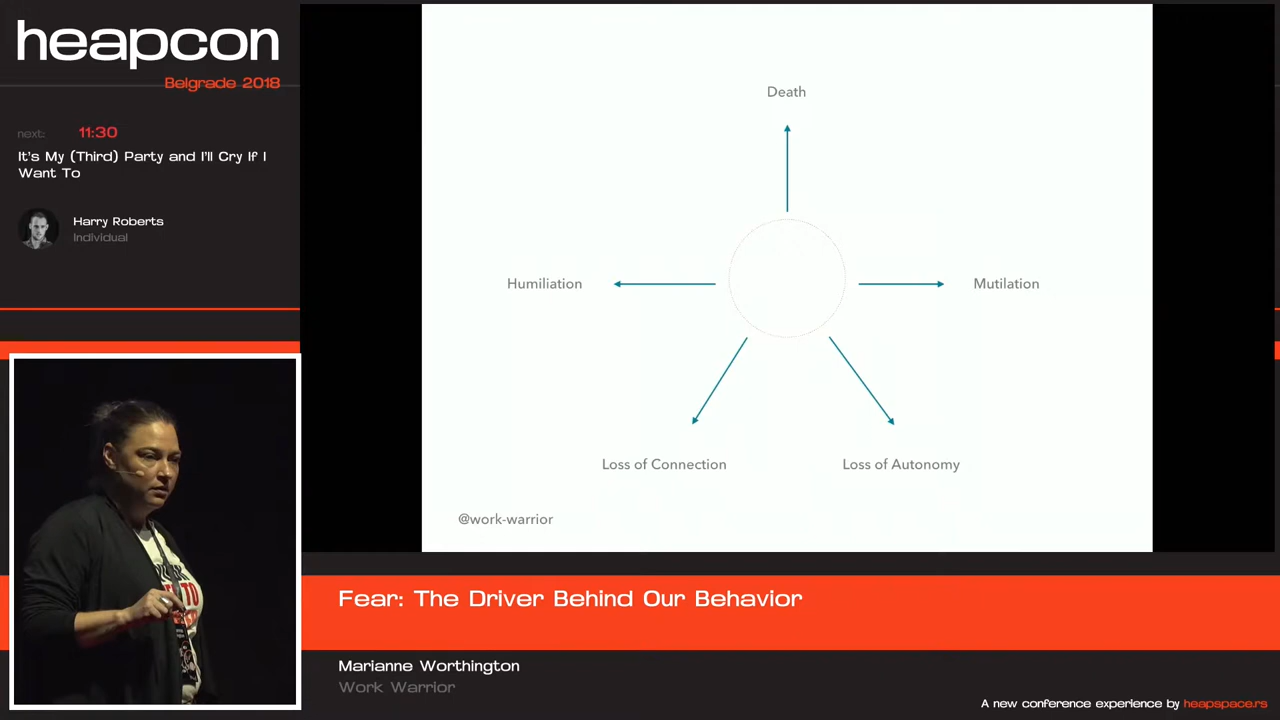 heapcon
Belgrade 2018
next: 11:30
It's My (Third) Party and I'll Cry If I
Want To
Harry Roberts
Individual
Death
Humiliation
Mutilation
Loss of Connection
Loss of Autonomy
@work-warrior
Fear: The Driver Behind Our Behavior
Marianne Worthington
Work Warrior
A new conference experience by heapspace.rs